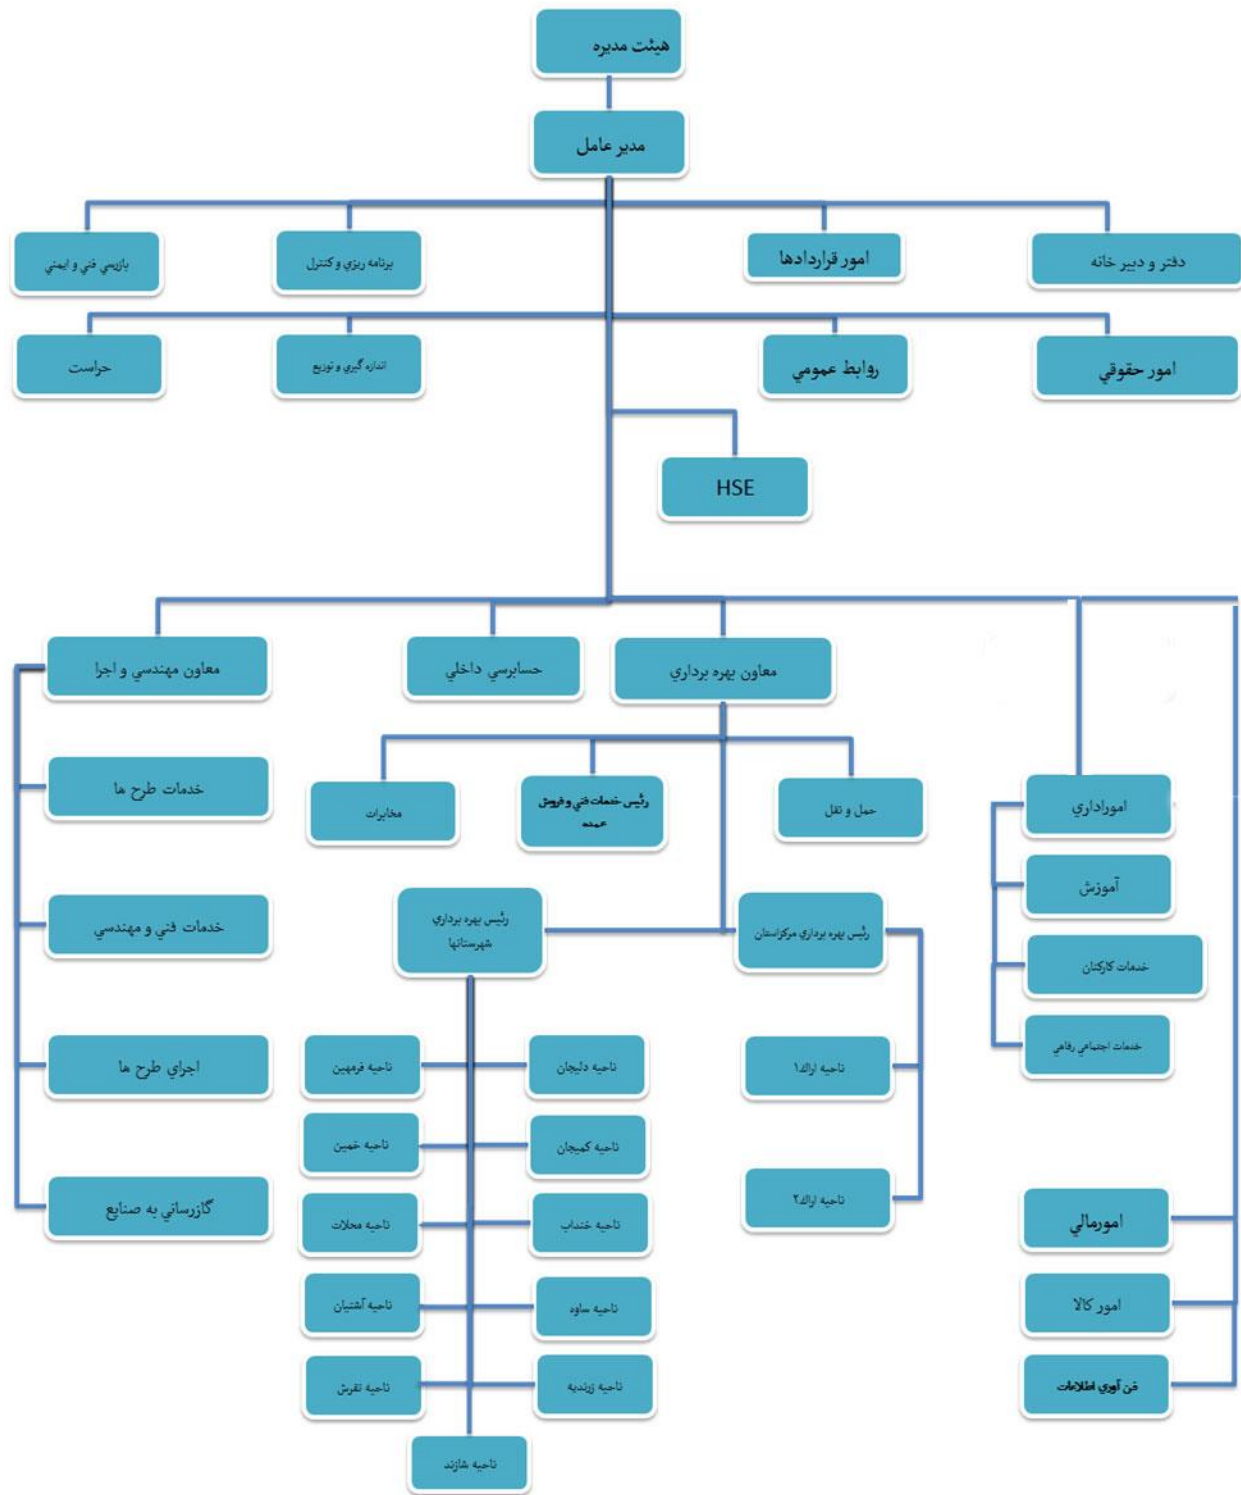 هيئت مديره
مدير عامل
دفتر و دبير خانه
امور قراردادها
برنامه ريزي و كنترل
بازرسي فني و ايمني
امور حقوقي
روابط عمومي
اندازه گيري و توزيع
حراست
HSE
معاون بهره برداري
حسابرسي داخلي
معاون مهندسي و اجرا
حمل و نقل
رئيس خدمات فني و فروش
عمده
مخابرات
رئيس بهره برداري مركزاستان
رئيس بهره برداري
شهرستانها
ناحيه اراك۱
ناحيه اراك۲
ناحيه دليجان
ناحيه فرمهين
ناحيه كميجان
ناحيه خمين
ناحيه خنداب
ناحيه محلات
ناحيه ساوه
ناحيه آشتيان
ناحيه زرنديه
ناحيه تفرش
ناحيه شازند
خدمات طرح ها
خدمات فني و مهندسي
اجراي طرح ها
گازرساني به صنايع
اموراداري
آموزش
خدمات كاركنان
خدمات اجتماعي رفاهي
امورمالي
امور كالا
فن آوري اطلاعات